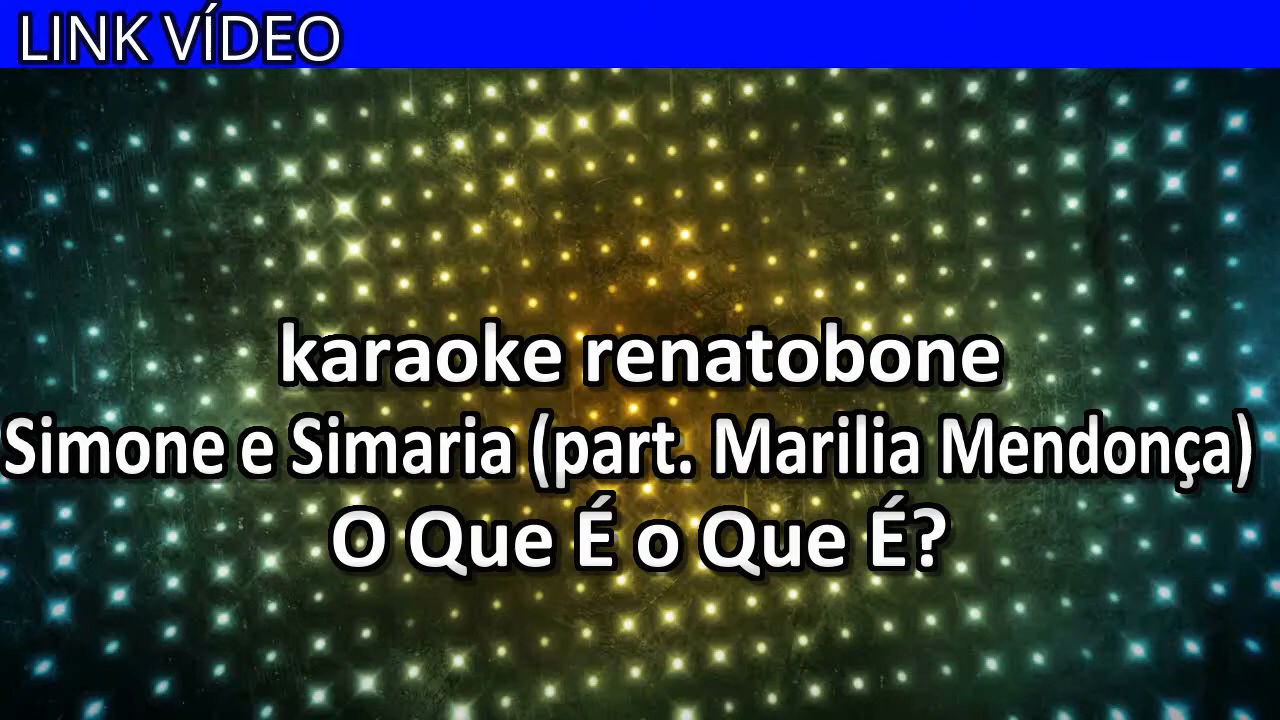 LINK VÍDEO
karaoke renatobone
Simone e Simaria (part. Marilia Mendonça)
O Que É o Que É?